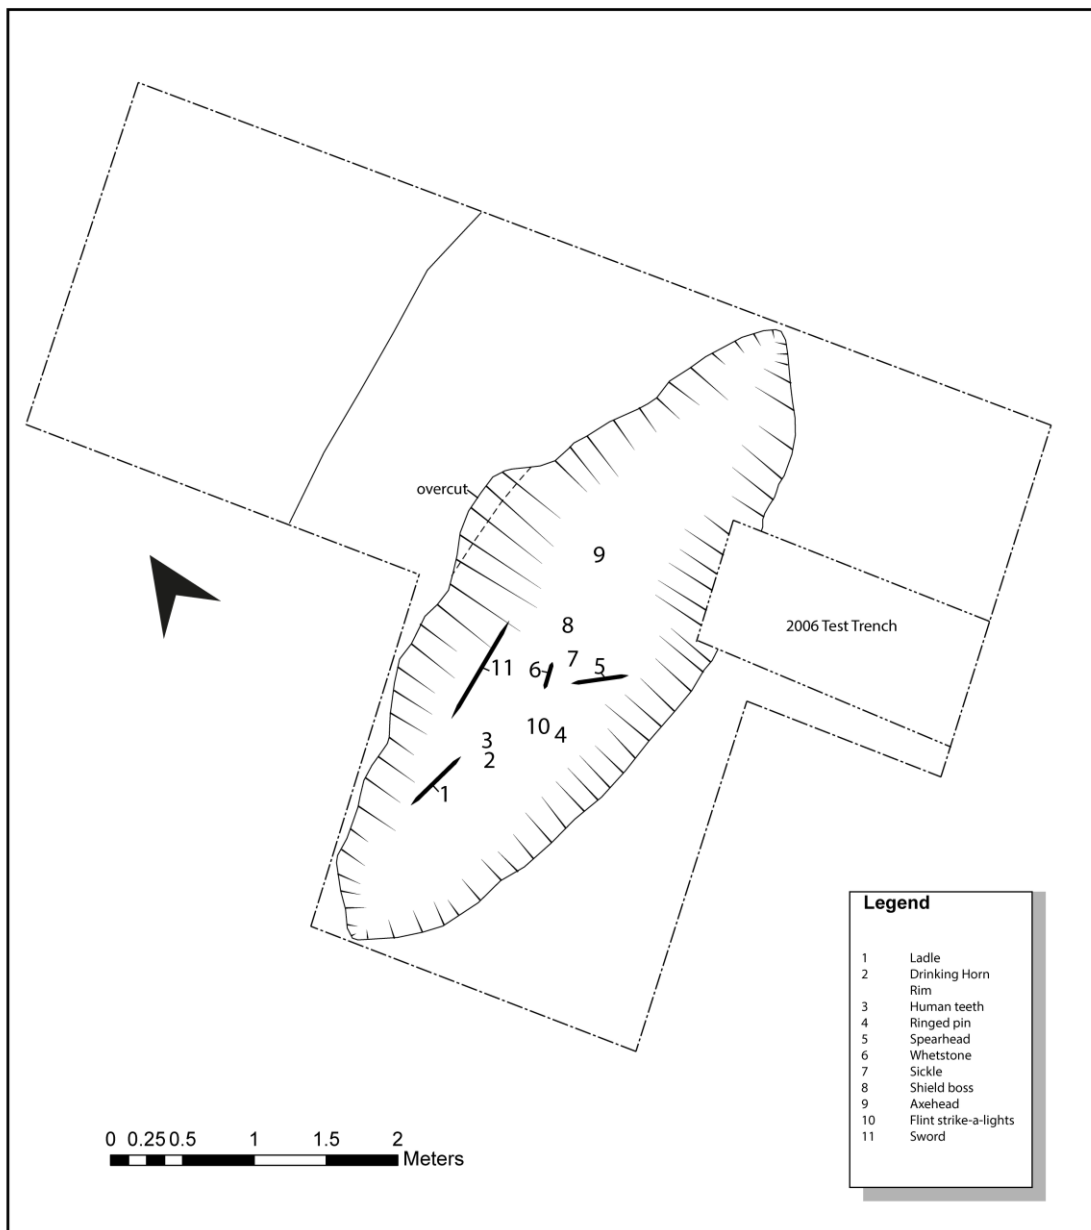 overcut
9
8
2006 Test Trench
7
6
5
11
10
4
3
2
1
Legend
1 Ladle
2 Drinking Horn
Rim
3 Human teeth
4 Ringed pin
5 Spearhead
6 Whetstone
7 Sickle
8 Shield boss
9 Axehead
10 Flint strike-a-lights
11 Sword
0 0.25 0.5 1 1.5 2
Meters